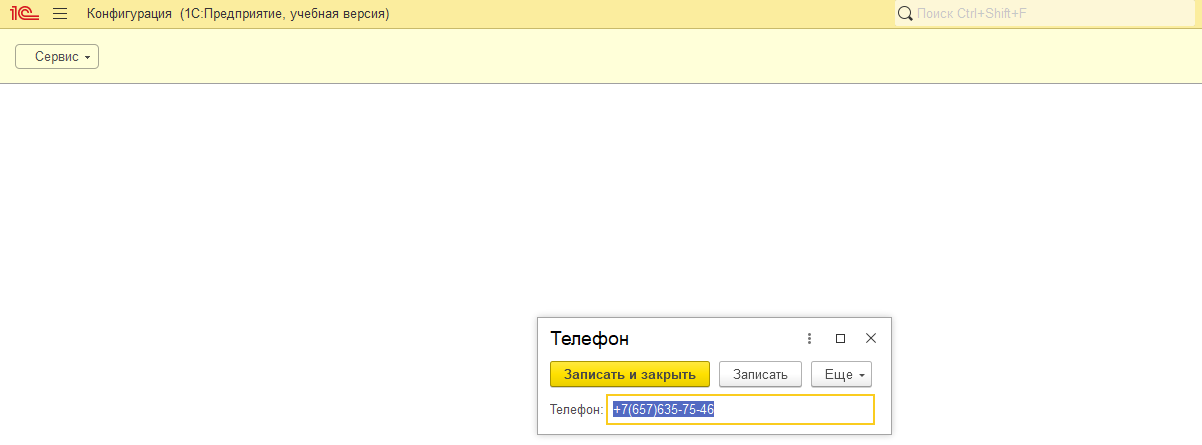 1С Конфигурация (1С:Предприятие, учебная версия) Поиск Ctrl+Shift+F
Сервис
Телефон
Записать и закрыть Записать Еще
Телефон: +7(657)635-75-46